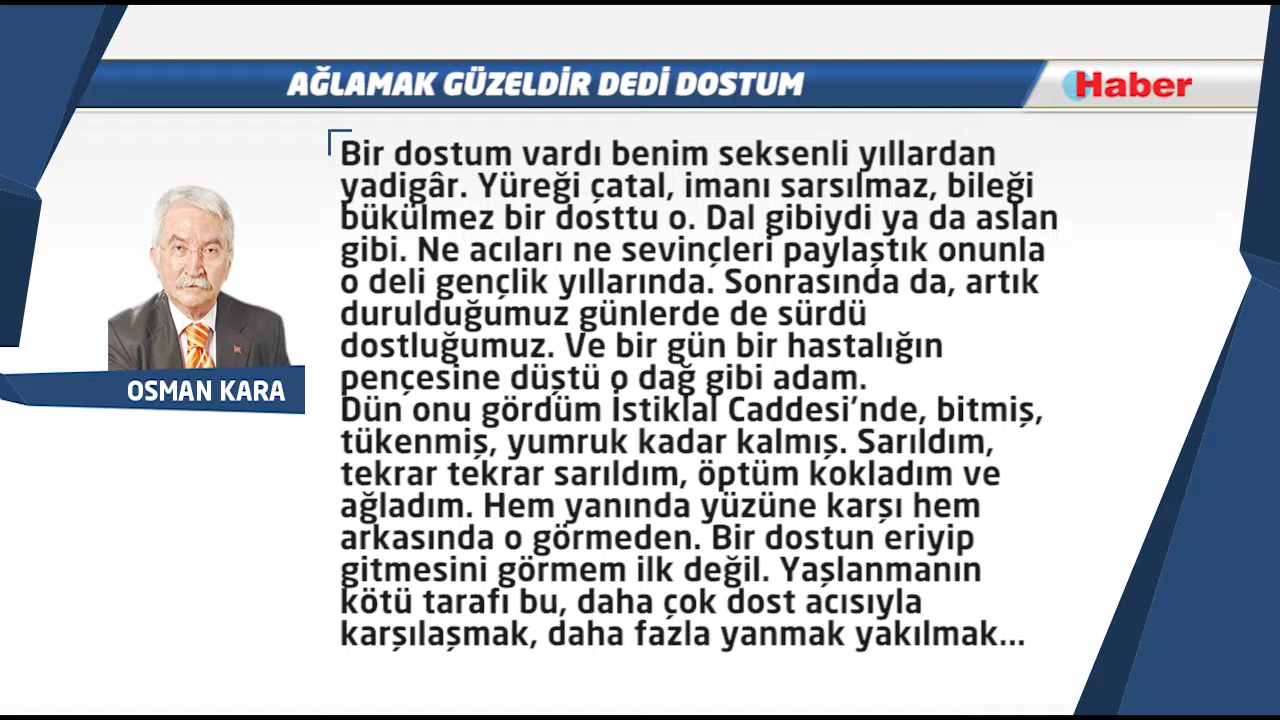 AĞLAMAK GÜZELDİR DEDİ DOSTUM
Haber
Bir dostum vardı benim seksenli yıllardan
yadigâr. Yüreği çatal, imanı sarsılmaz, bileği
bükülmez bir dosttu o. Dal gibiydi ya da aslan
gibi. Ne acıları ne sevinçleri paylaştık onunla
o deli gençlik yıllarında. Sonrasında da, artık
durulduğumuz günlerde de sürdü
dostluğumuz. Ve bir gün bir hastalığın
pençesine düştü o dağ gibi adam.
Dün onu gördüm İstiklal Caddesi'nde, bitmiş,
tükenmiş, yumruk kadar kalmış. Sarıldım,
tekrar tekrar sarıldım, öptüm kokladım ve
ağladım. Hem yanında yüzüne karşı hem
arkasında o görmeden. Bir dostun eriyip
gitmesini görmem ilk değil. Yaşlanmanın
kötü tarafı bu, daha çok dost acısıyla
karşılaşmak, daha fazla yanmak yakılmak...
OSMAN KARA